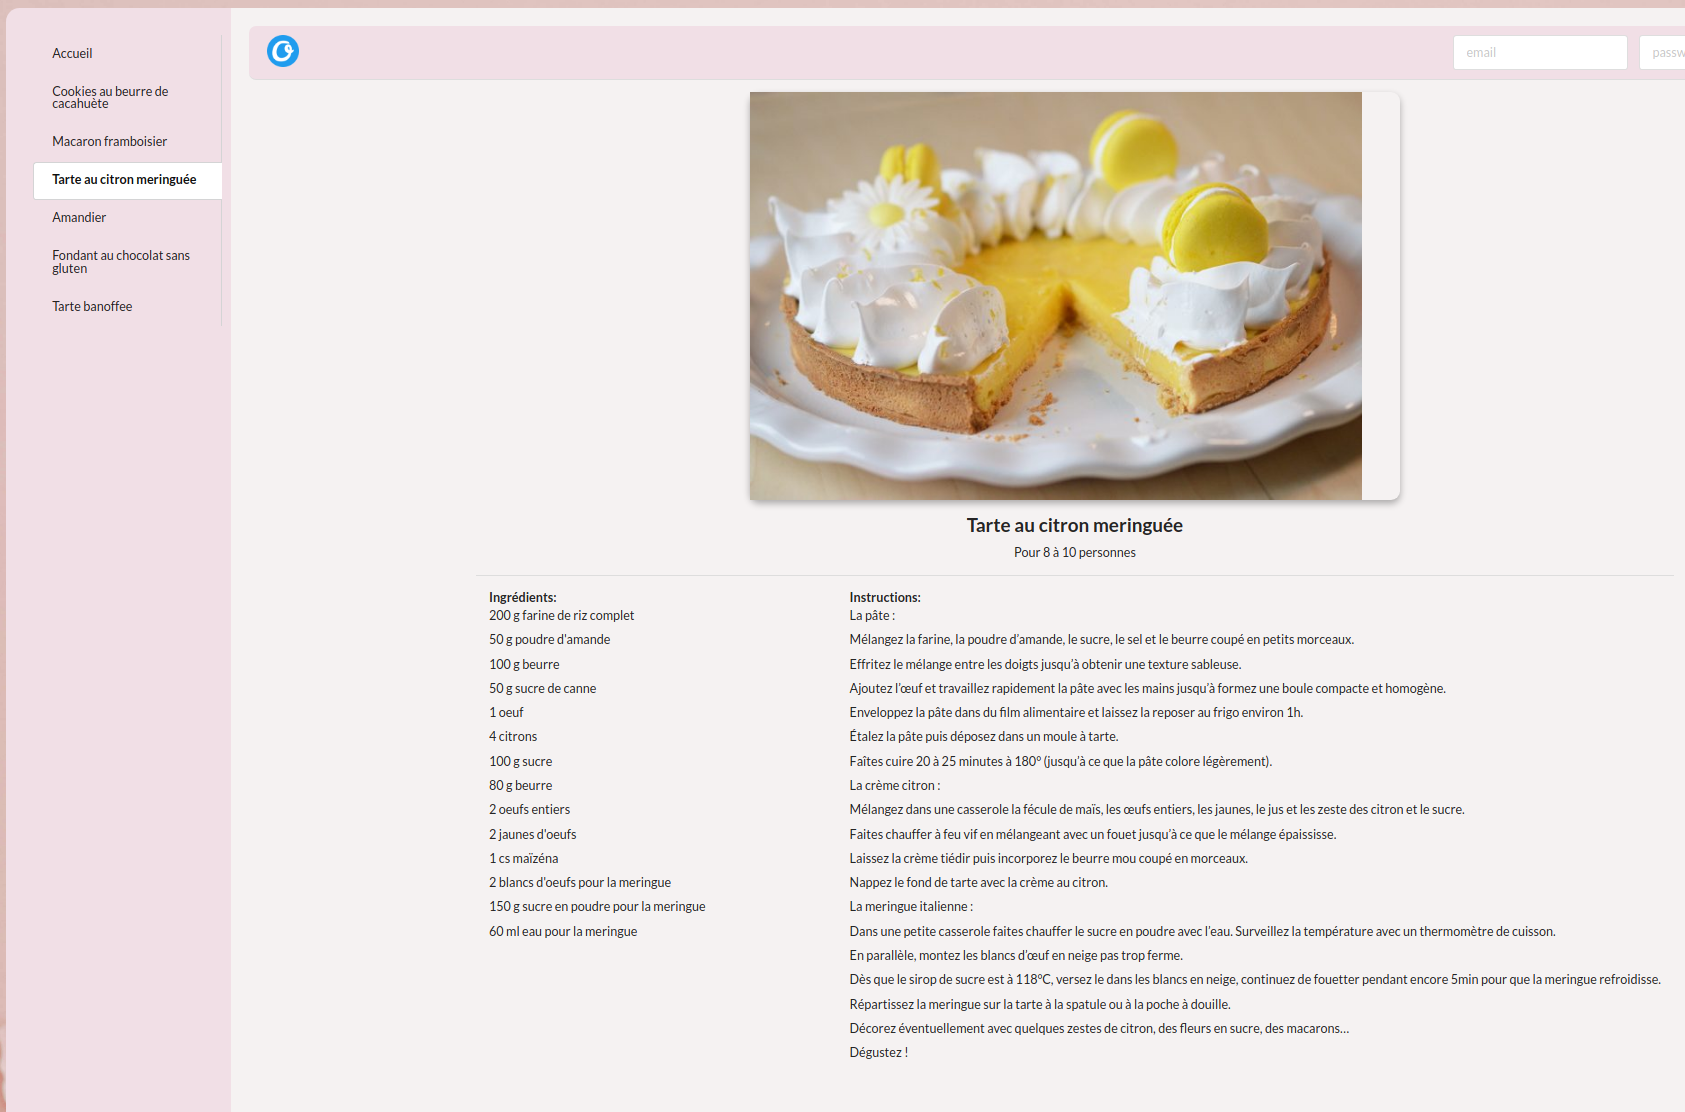 Accueil
Cookies au beurre de
cacahuète
Macaron framboisier
Tarte au citron meringuée
Amandier
Fondant au chocolat sans
gluten
Tarte banoffee
email
passw
Tarte au citron meringuée
Pour 8 à 10 personnes
Ingrédients:
200 g farine de riz complet
50 g poudre d'amande
100 g beurre
50 g sucre de canne
1 oeuf
4 citrons
100 g sucre
80 g beurre
2 oeufs entiers
2 jaunes d'oeufs
1 cs maïzéna
2 blancs d'oeufs pour la meringue
150 g sucre en poudre pour la meringue
60 ml eau pour la meringue
Instructions:
La pâte :
Mélangez la farine, la poudre d’amande, le sucre, le sel et le beurre coupé en petits morceaux.
Effritez le mélange entre les doigts jusqu’à obtenir une texture sableuse.
Ajoutez l’œuf et travaillez rapidement la pâte avec les mains jusqu’à formez une boule compacte et homogène.
Enveloppez la pâte dans du film alimentaire et laissez la reposer au frigo environ 1h.
Étalez la pâte puis déposez dans un moule à tarte.
Faîtes cuire 20 à 25 minutes à 180° (jusqu’à ce que la pâte colore légèrement).
La crème citron :
Mélangez dans une casserole la fécule de maïs, les œufs entiers, les jaunes, le jus et les zeste des citron et le sucre.
Faites chauffer à feu vif en mélangeant avec un fouet jusqu’à ce que le mélange épaississe.
Laissez la crème tiédir puis incorporez le beurre mou coupé en morceaux.
Nappez le fond de tarte avec la crème au citron.
La meringue italienne :
Dans une petite casserole faites chauffer le sucre en poudre avec l’eau. Surveillez la température avec un thermomètre de cuisson.
En parallèle, montez les blancs d’œuf en neige pas trop ferme.
Dès que le sirop de sucre est à 118°C, versez le dans les blancs en neige, continuez de fouetter pendant encore 5min pour que la meringue refroidisse.
Répartissez la meringue sur la tarte à la spatule ou à la poche à douille.
Décorez éventuellement avec quelques zestes de citron, des fleurs en sucre, des macarons…
Dégustez !